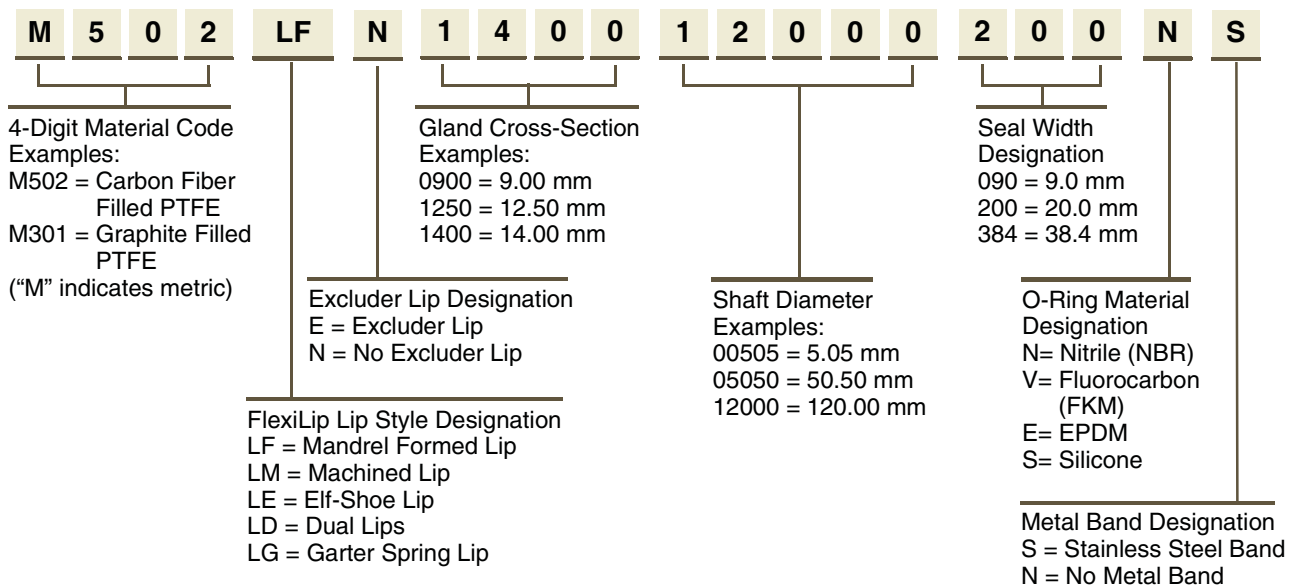 M 5 0 2 LF N 1 4 0 0 1 2 0 0 0 2 0 0 N S
4-Digit Material Code
Examples:
M502 = Carbon Fiber
Filled PTFE
M301 = Graphite Filled
PTFE
(“M” indicates metric)
Gland Cross-Section
Examples:
0900 = 9.00 mm
1250 = 12.50 mm
1400 = 14.00 mm
Seal Width
Designation
090 = 9.0 mm
200 = 20.0 mm
384 = 38.4 mm
Excluder Lip Designation
E = Excluder Lip
N = No Excluder Lip
Shaft Diameter
Examples:
00505 = 5.05 mm
05050 = 50.50 mm
12000 = 120.00 mm
O-Ring Material
Designation
N= Nitrile (NBR)
V= Fluorocarbon
(FKM)
E= EPDM
S= Silicone
FlexiLip Lip Style Designation
LF = Mandrel Formed Lip
LM = Machined Lip
LE = Elf-Shoe Lip
LD = Dual Lips
LG = Garter Spring Lip
Metal Band Designation
S = Stainless Steel Band
N = No Metal Band